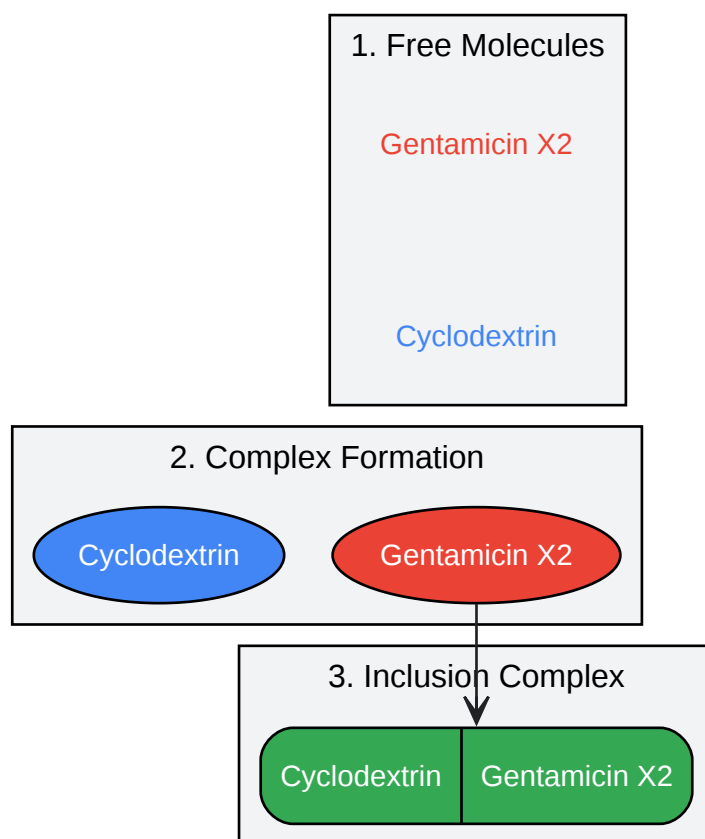 1. Free Molecules
Gentamicin X2
Cyclodextrin
2. Complex Formation
Cyclodextrin
Gentamicin X2
3. Inclusion Complex
Cyclodextrin
Gentamicin X2